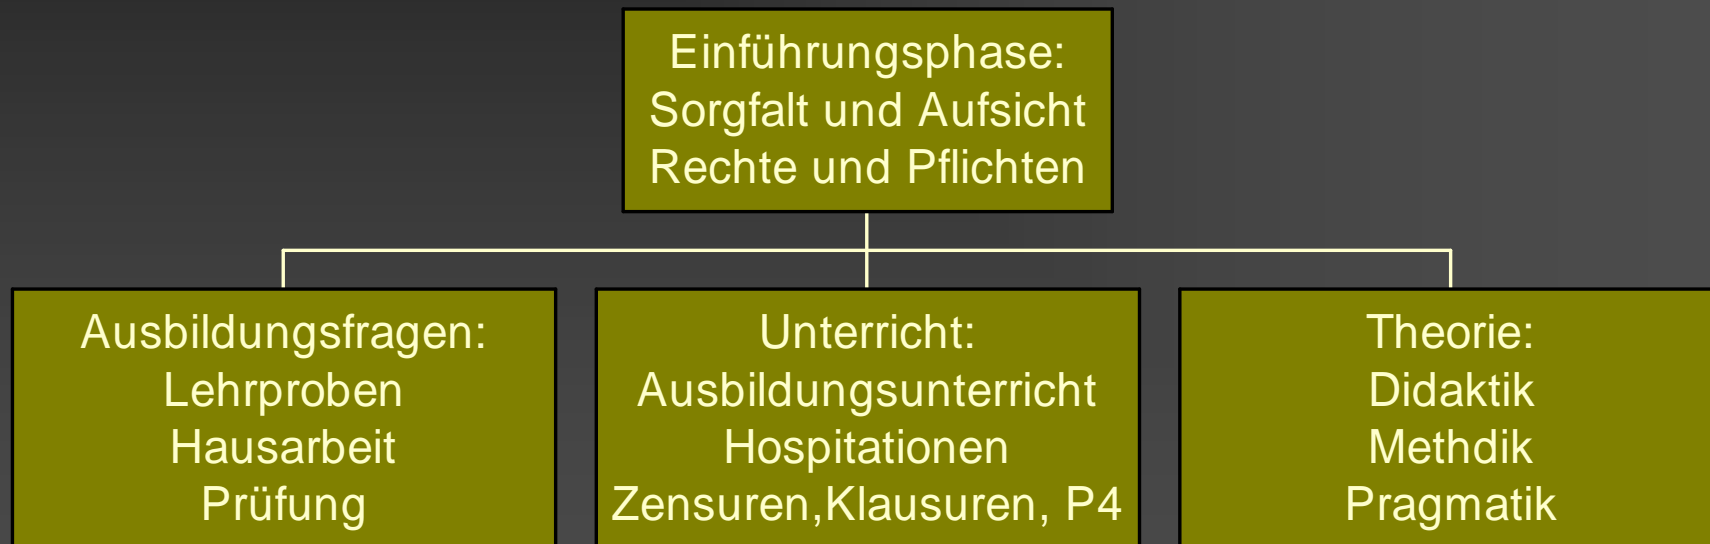 Einführungsphase:
Sorgfalt und Aufsicht
Rechte und Pflichten
Ausbildungsfragen:
Lehrproben
Hausarbeit
Prüfung
Unterricht:
Ausbildungsunterricht
Hospitationen
Zensuren,Klausuren, P4
Theorie:
Didaktik
Methdik
Pragmatik